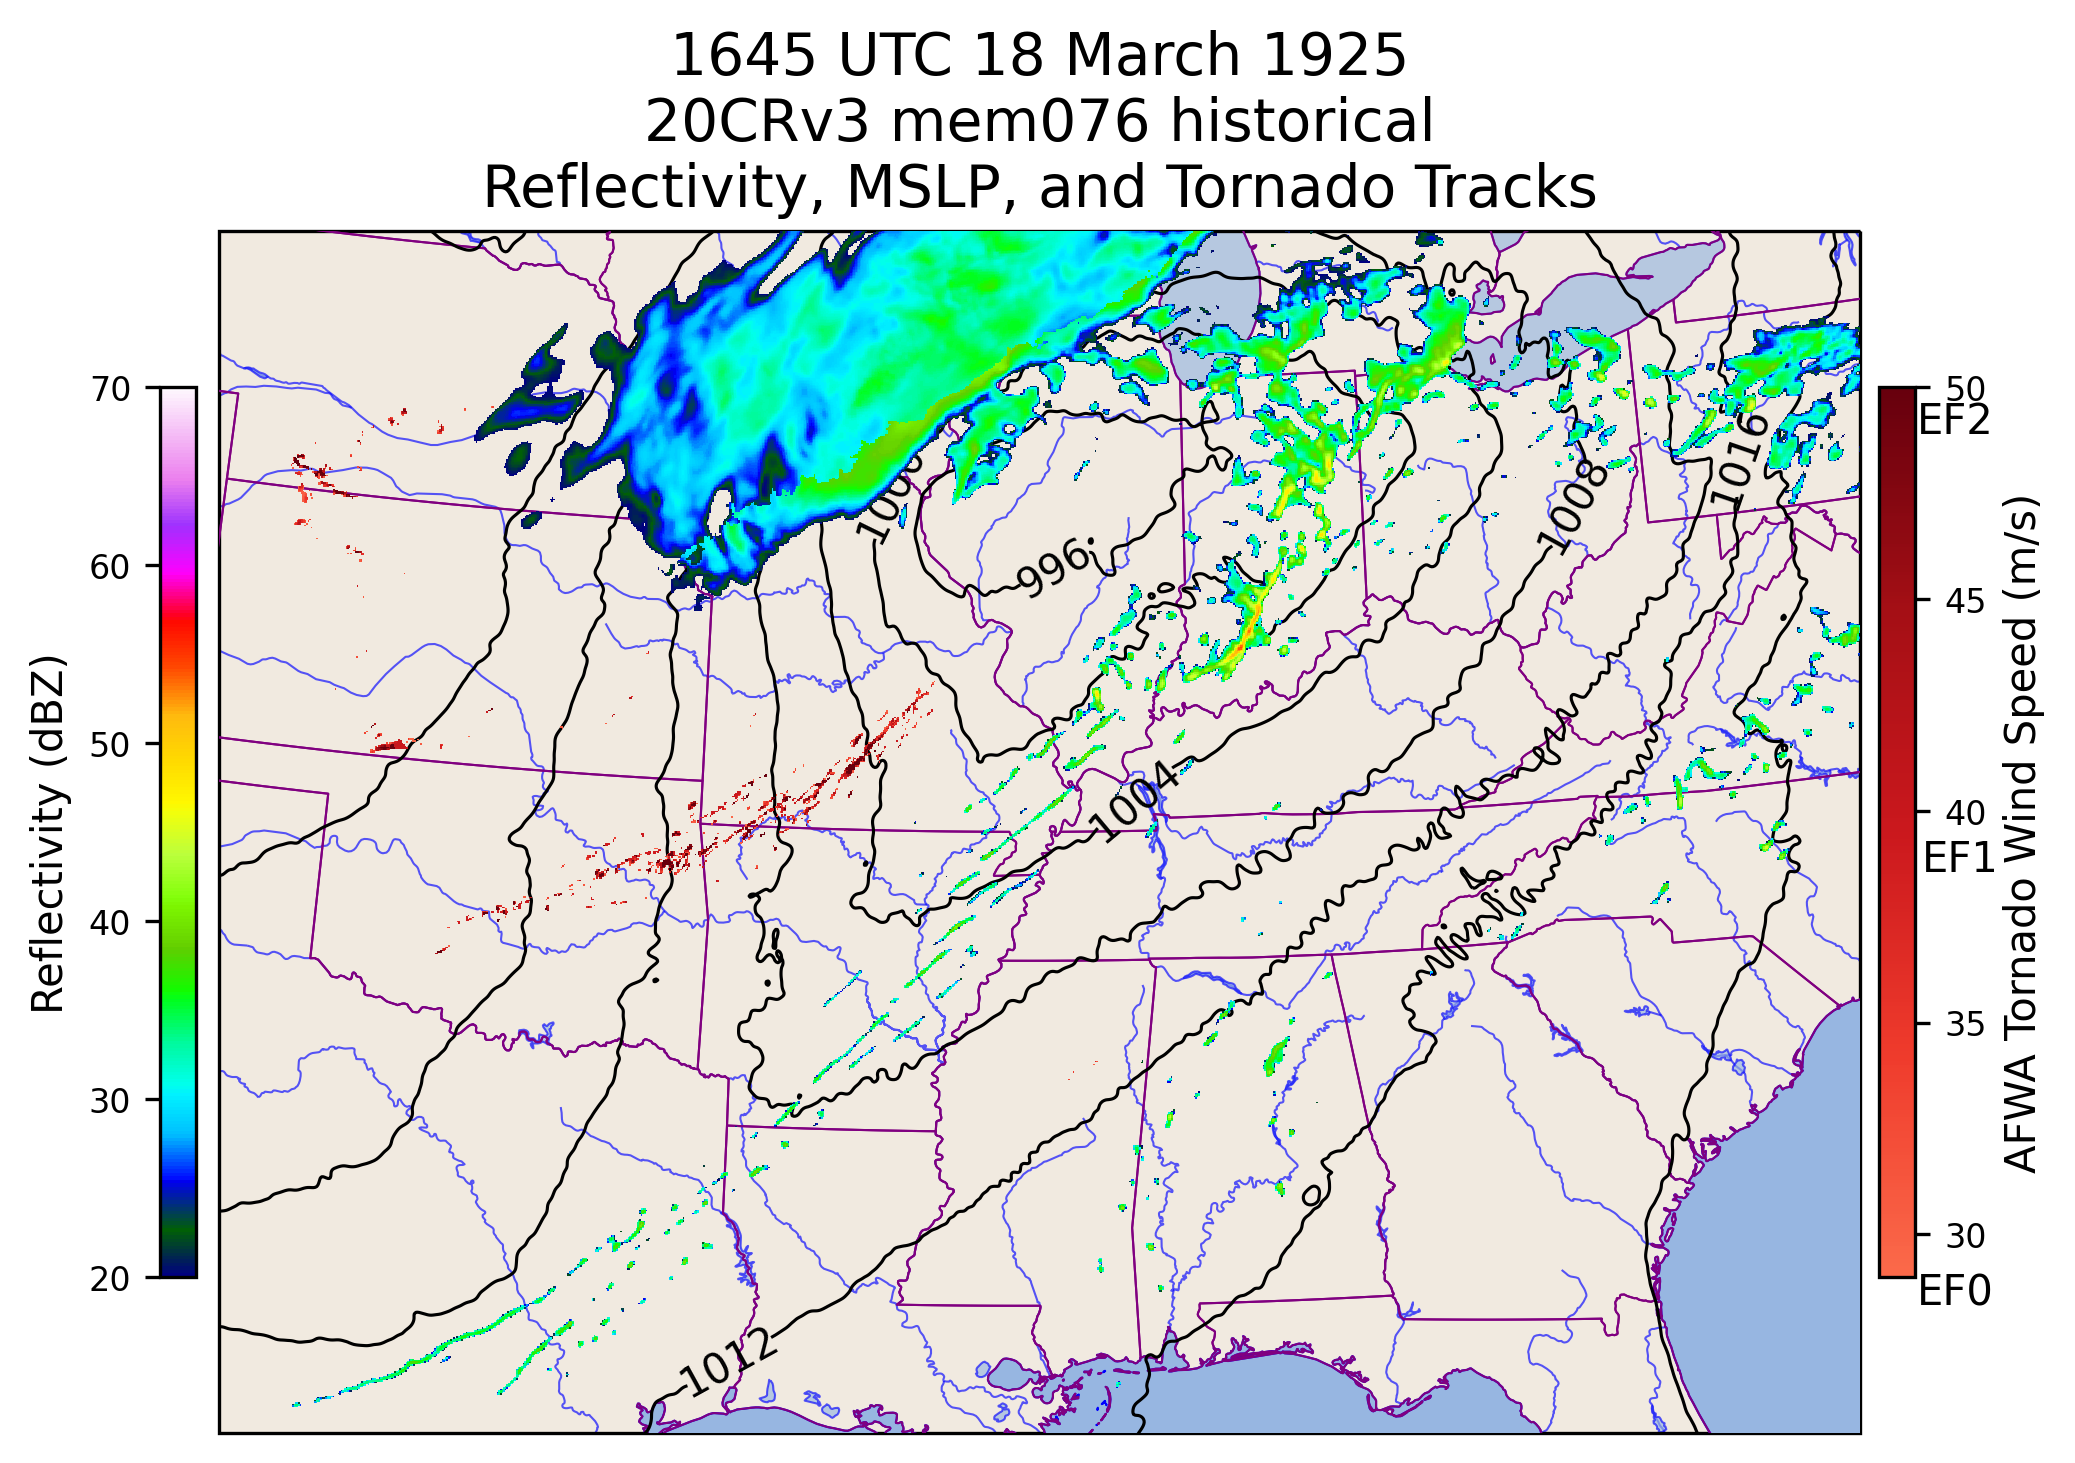 1645 UTC 18 March 1925
20CRv3 mem076 historical
Reflectivity, MSLP, and Tornado Tracks
70
60
50
40
30
20
Reflectivity (dBZ)
1016
1008
996
1004
1012
50
EF2
45
40
EF1
35
30
EF0
AFWA Tornado Wind Speed (m/s)